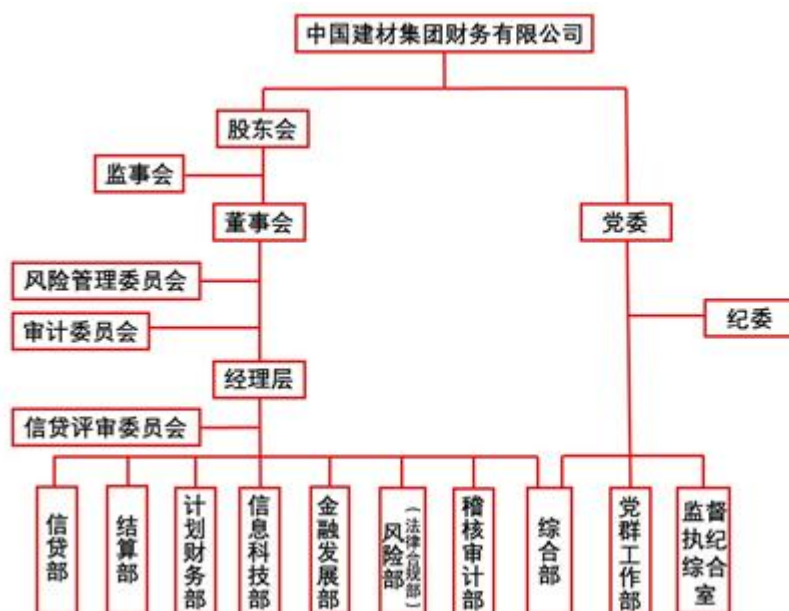 中国建材集团财务有限公司
股东会
监事会
董事会
党委
风险管理委员会
纪委
审计委员会
经理层
信贷评审委员会
信贷部
结算部
计划财务部
信息科技部
金融发展部
风险部
(法律合规部)
稽核审计部
综合部
党群工作部
监督
执纪
综合
室